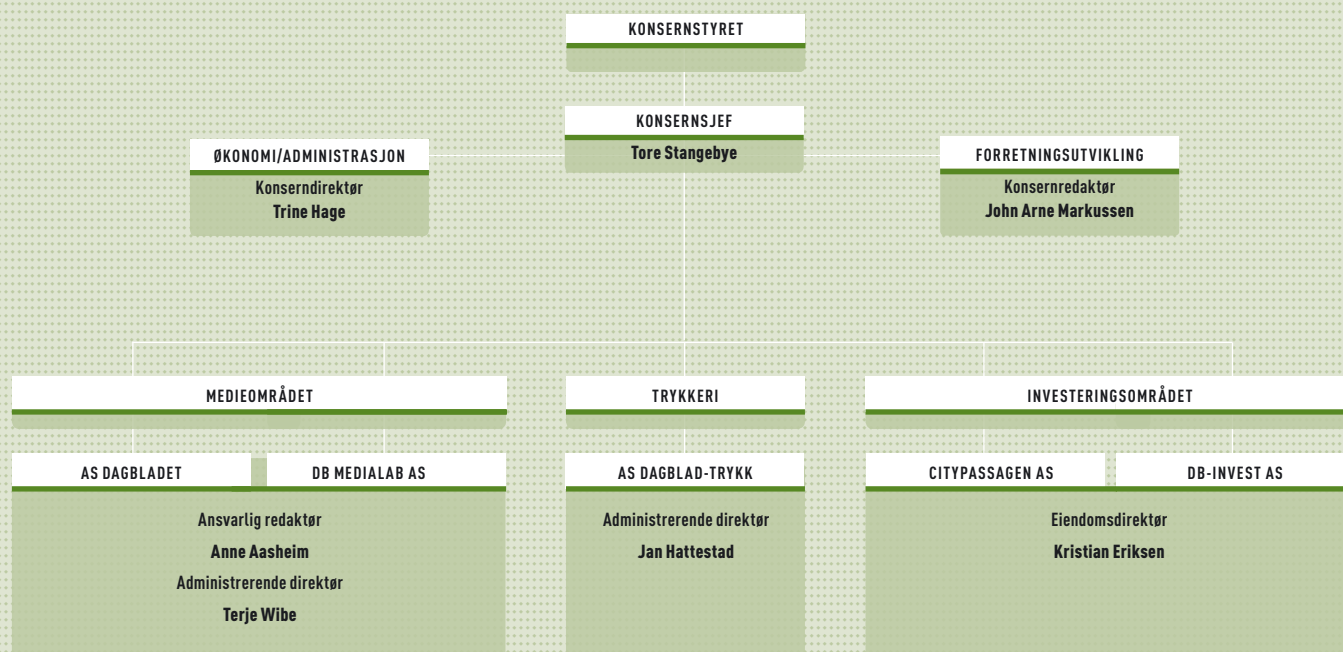 KONSERNSTYRET
KONSERNSJEF
Tore Stangebye
ØKONOMI/ADMINISTRASJON
Konserndirektør
Trine Hage
FORRETNINGSUTVIKLING
Konsernredaktør
John Arne Markussen
MEDIEOMRÅDET
TRYKKERI
INVESTERINGSOMRÅDET
AS DAGBLADET
DB MEDIALAB AS
Ansvarlig redaktør
Anne Aasheim
Administrerende direktør
Terje Wibe
AS DAGBLAD-TRYKK
Administrerende direktør
Jan Hattestad
CITYPASSAGEN AS
DB-INVEST AS
Eiendomsdirektør
Kristian Eriksen